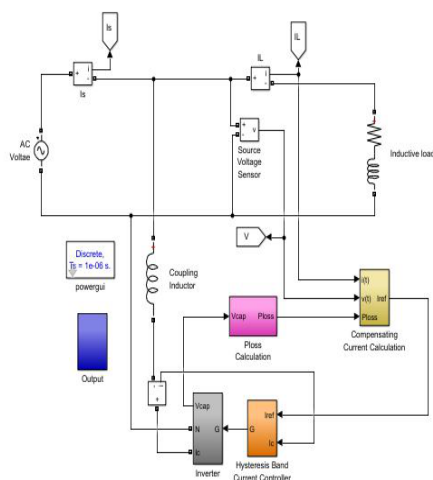 Is
IL
i
+
-
Is
IL
i
+
-
AC
Voltae
+
-
v
Source
Voltage
Sensor
Inductive load
V
Discrete,
Ts = 1e-06 s.
powergui
Coupling
Inductor
Vcap
Ploss
Ploss
Calculation
i(t)
v(t)
Iref
Ploss
Compensating
Current Calculation
Output
i
-
+
Vcap
N
G
Ic
Inverter
Iref
G
Ic
Hysteresis Band
Current Controller